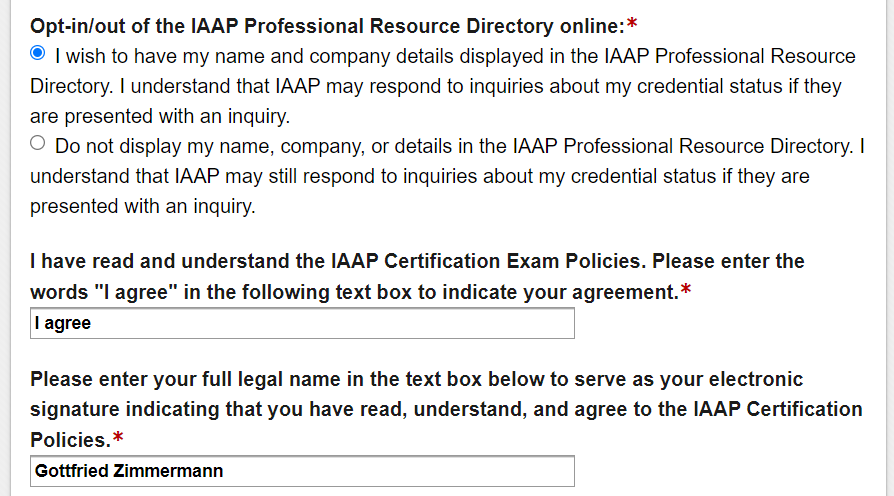 Opt-in/out of the IAAP Professional Resource Directory online:*
I wish to have my name and company details displayed in the IAAP Professional Resource
Directory. I understand that IAAP may respond to inquiries about my credential status if they
are presented with an inquiry.
Do not display my name, company, or details in the IAAP Professional Resource Directory. I
understand that IAAP may still respond to inquiries about my credential status if they are
presented with an inquiry.
I have read and understand the IAAP Certification Exam Policies. Please enter the
words "I agree" in the following text box to indicate your agreement.*
I agree
Please enter your full legal name in the text box below to serve as your electronic
signature indicating that you have read, understand, and agree to the IAAP Certification
Policies.*
Gottfried Zimmermann